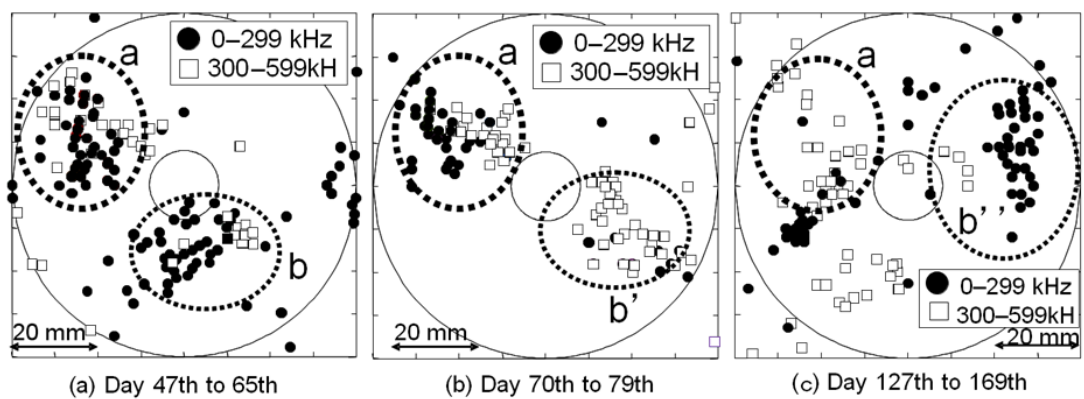 0–299 kHz
300–599kH
a
b
20 mm
(a) Day 47th to 65th
0–299 kHz
300–599kH
a
b'
20 mm
(b) Day 70th to 79th
a
b''
0–299 kHz
300–599kH
20 mm
(c) Day 127th to 169th